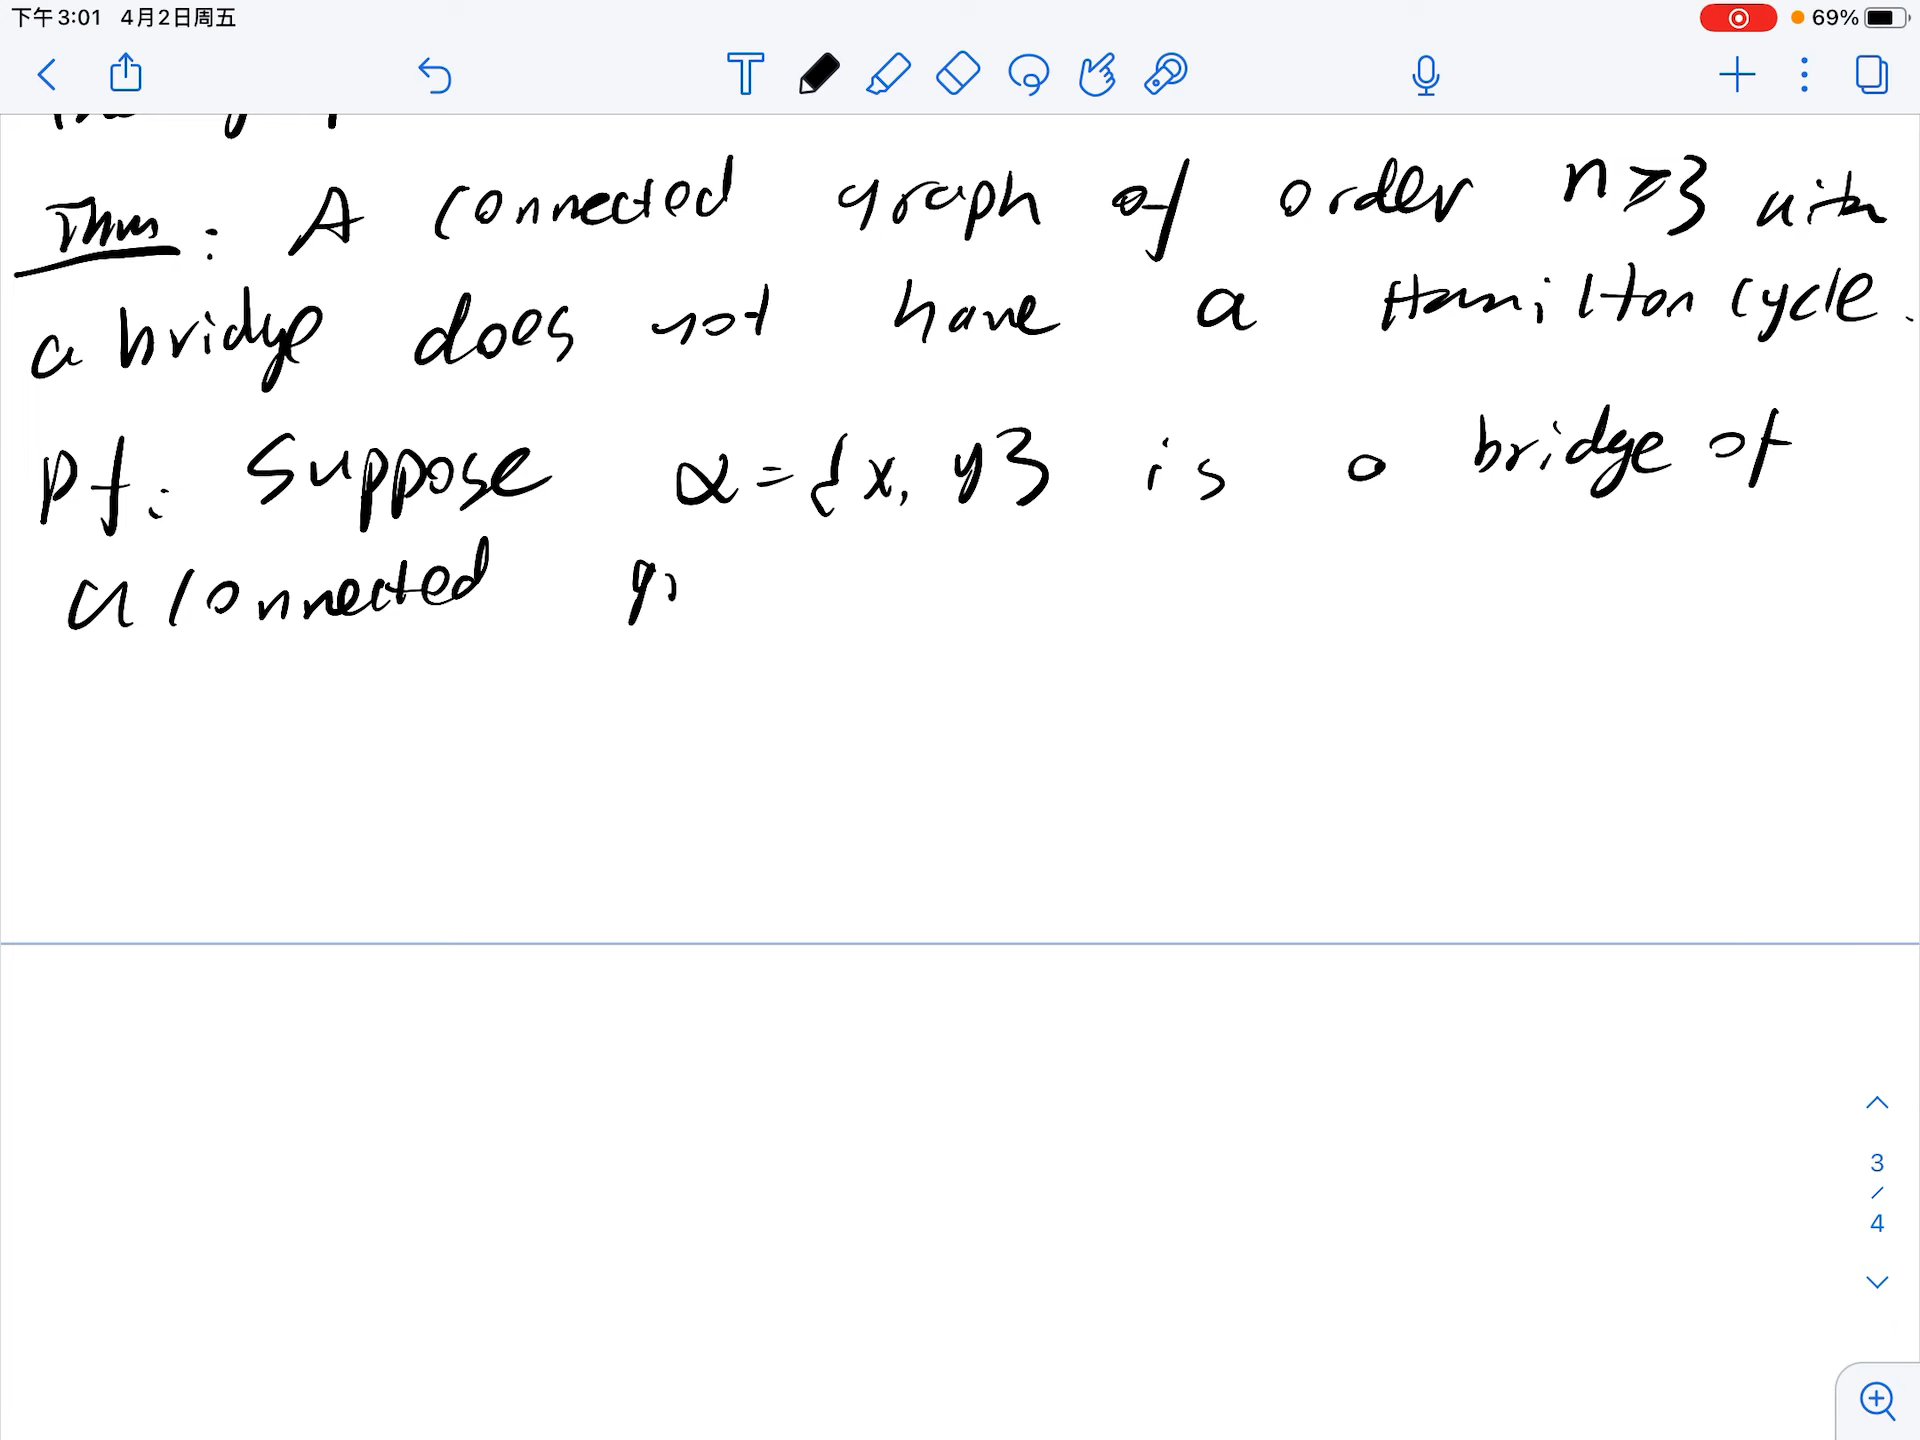 下午3:01 4月2日周五 69%
Thm: A connected graph of order n≥3 with
a bridge does not have a Hamilton cycle.
pf: Suppose α={x, y} is a bridge of
a connected
3
/
4